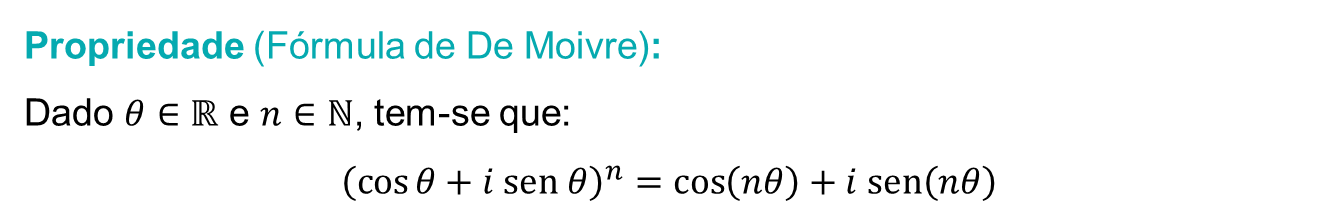 Propriedade (Fórmula de De Moivre):
Dado 𝜃 ∈ ℝ e 𝑛 ∈ ℕ, tem-se que:
(cos 𝜃 + 𝑖 sen 𝜃)ⁿ = cos(𝑛𝜃) + 𝑖 sen(𝑛𝜃)